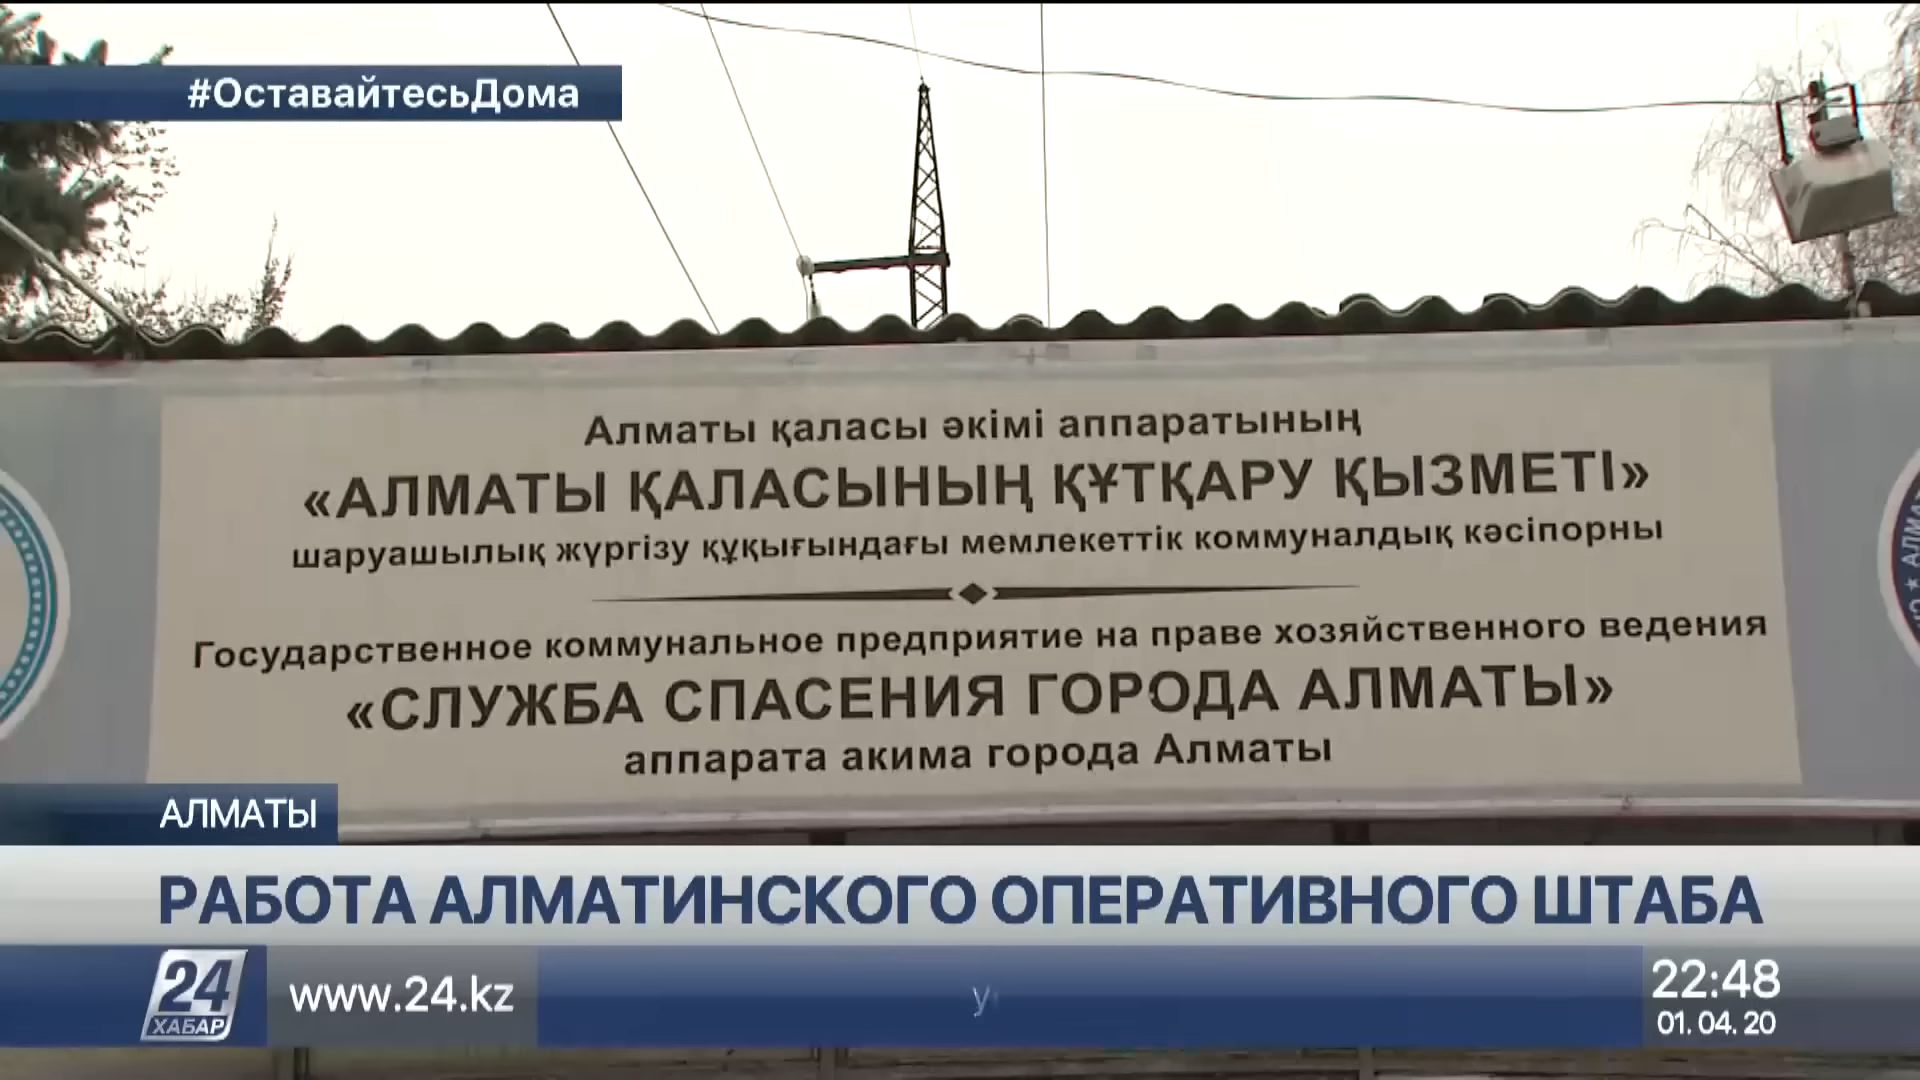 #ОставайтесьДома
Алматы қаласы әкімі аппаратының
«АЛМАТЫ ҚАЛАСЫНЫҢ ҚҰТҚАРУ ҚЫЗМЕТІ»
шаруашылық жүргізу құқығындағы мемлекеттік коммуналдық кәсіпорны
Государственное коммунальное предприятие на праве хозяйственного ведения
«СЛУЖБА СПАСЕНИЯ ГОРОДА АЛМАТЫ»
аппарата акима города Алматы
АЛМАТЫ
РАБОТА АЛМАТИНСКОГО ОПЕРАТИВНОГО ШТАБА
24
ХАБАР
www.24.kz
22:48
01. 04. 20